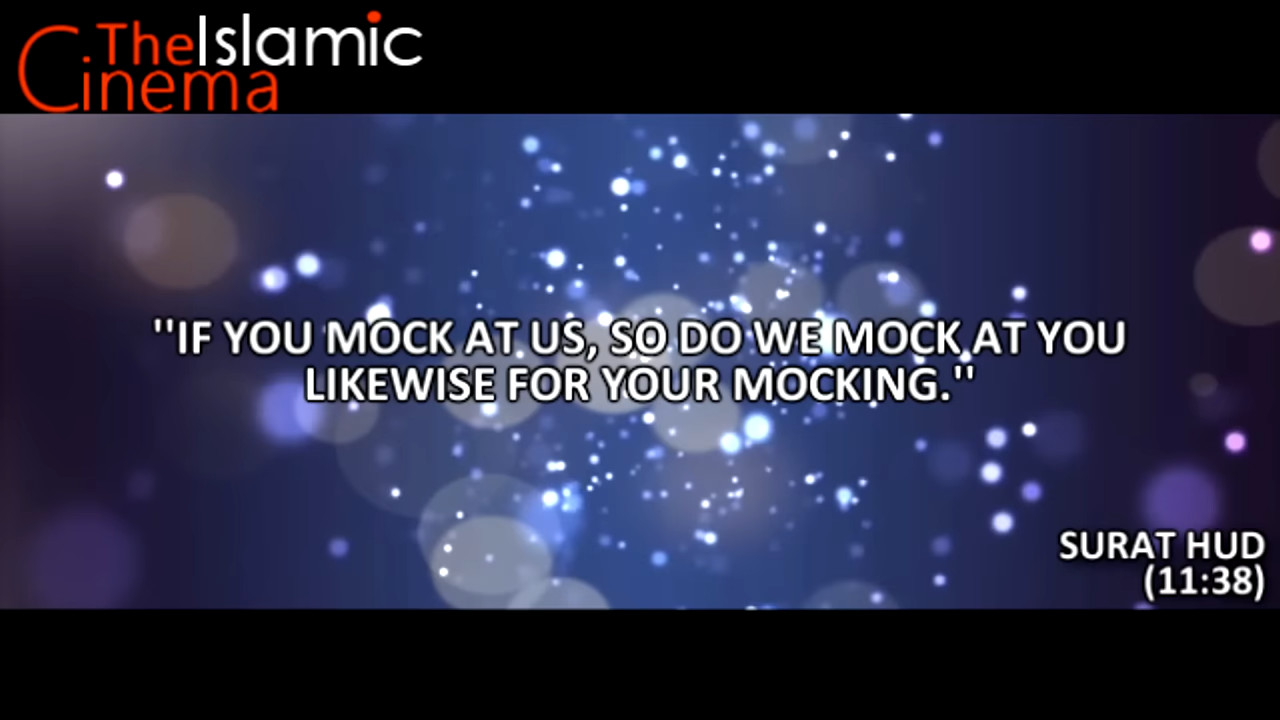 TheIslamic
Cinema
"IF YOU MOCK AT US, SO DO WE MOCK AT YOU
LIKEWISE FOR YOUR MOCKING."
SURAT HUD
(11:38)